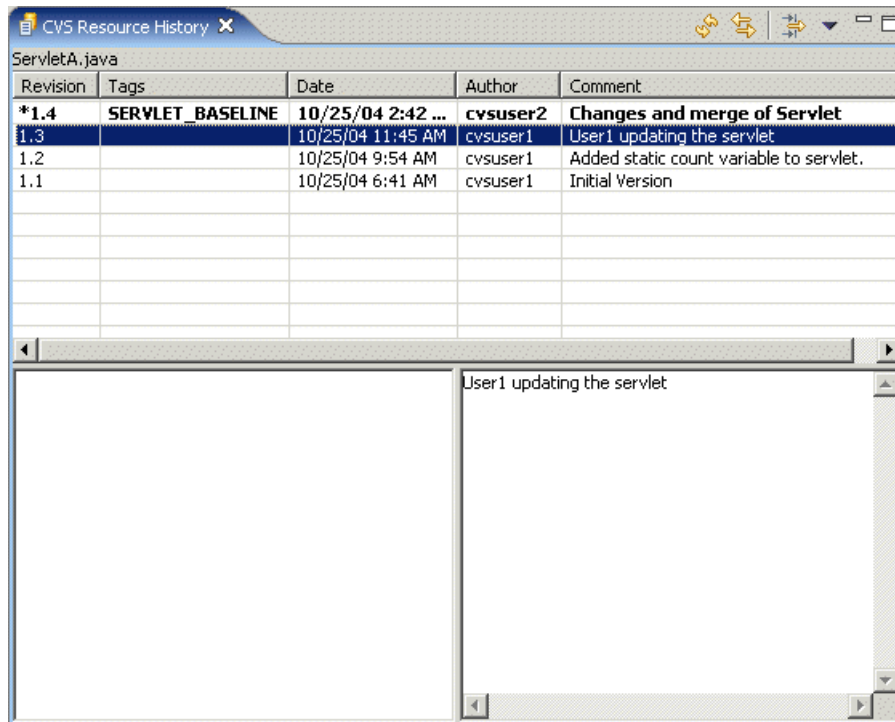 CVS Resource History
ServletA.java
Revision Tags Date Author Comment
*1.4 SERVLET_BASELINE 10/25/04 2:42 ... cvsuser2 Changes and merge of Servlet
1.3 10/25/04 11:45 AM cvsuser1 User1 updating the servlet
1.2 10/25/04 9:54 AM cvsuser1 Added static count variable to servlet.
1.1 10/25/04 6:41 AM cvsuser1 Initial Version
User1 updating the servlet